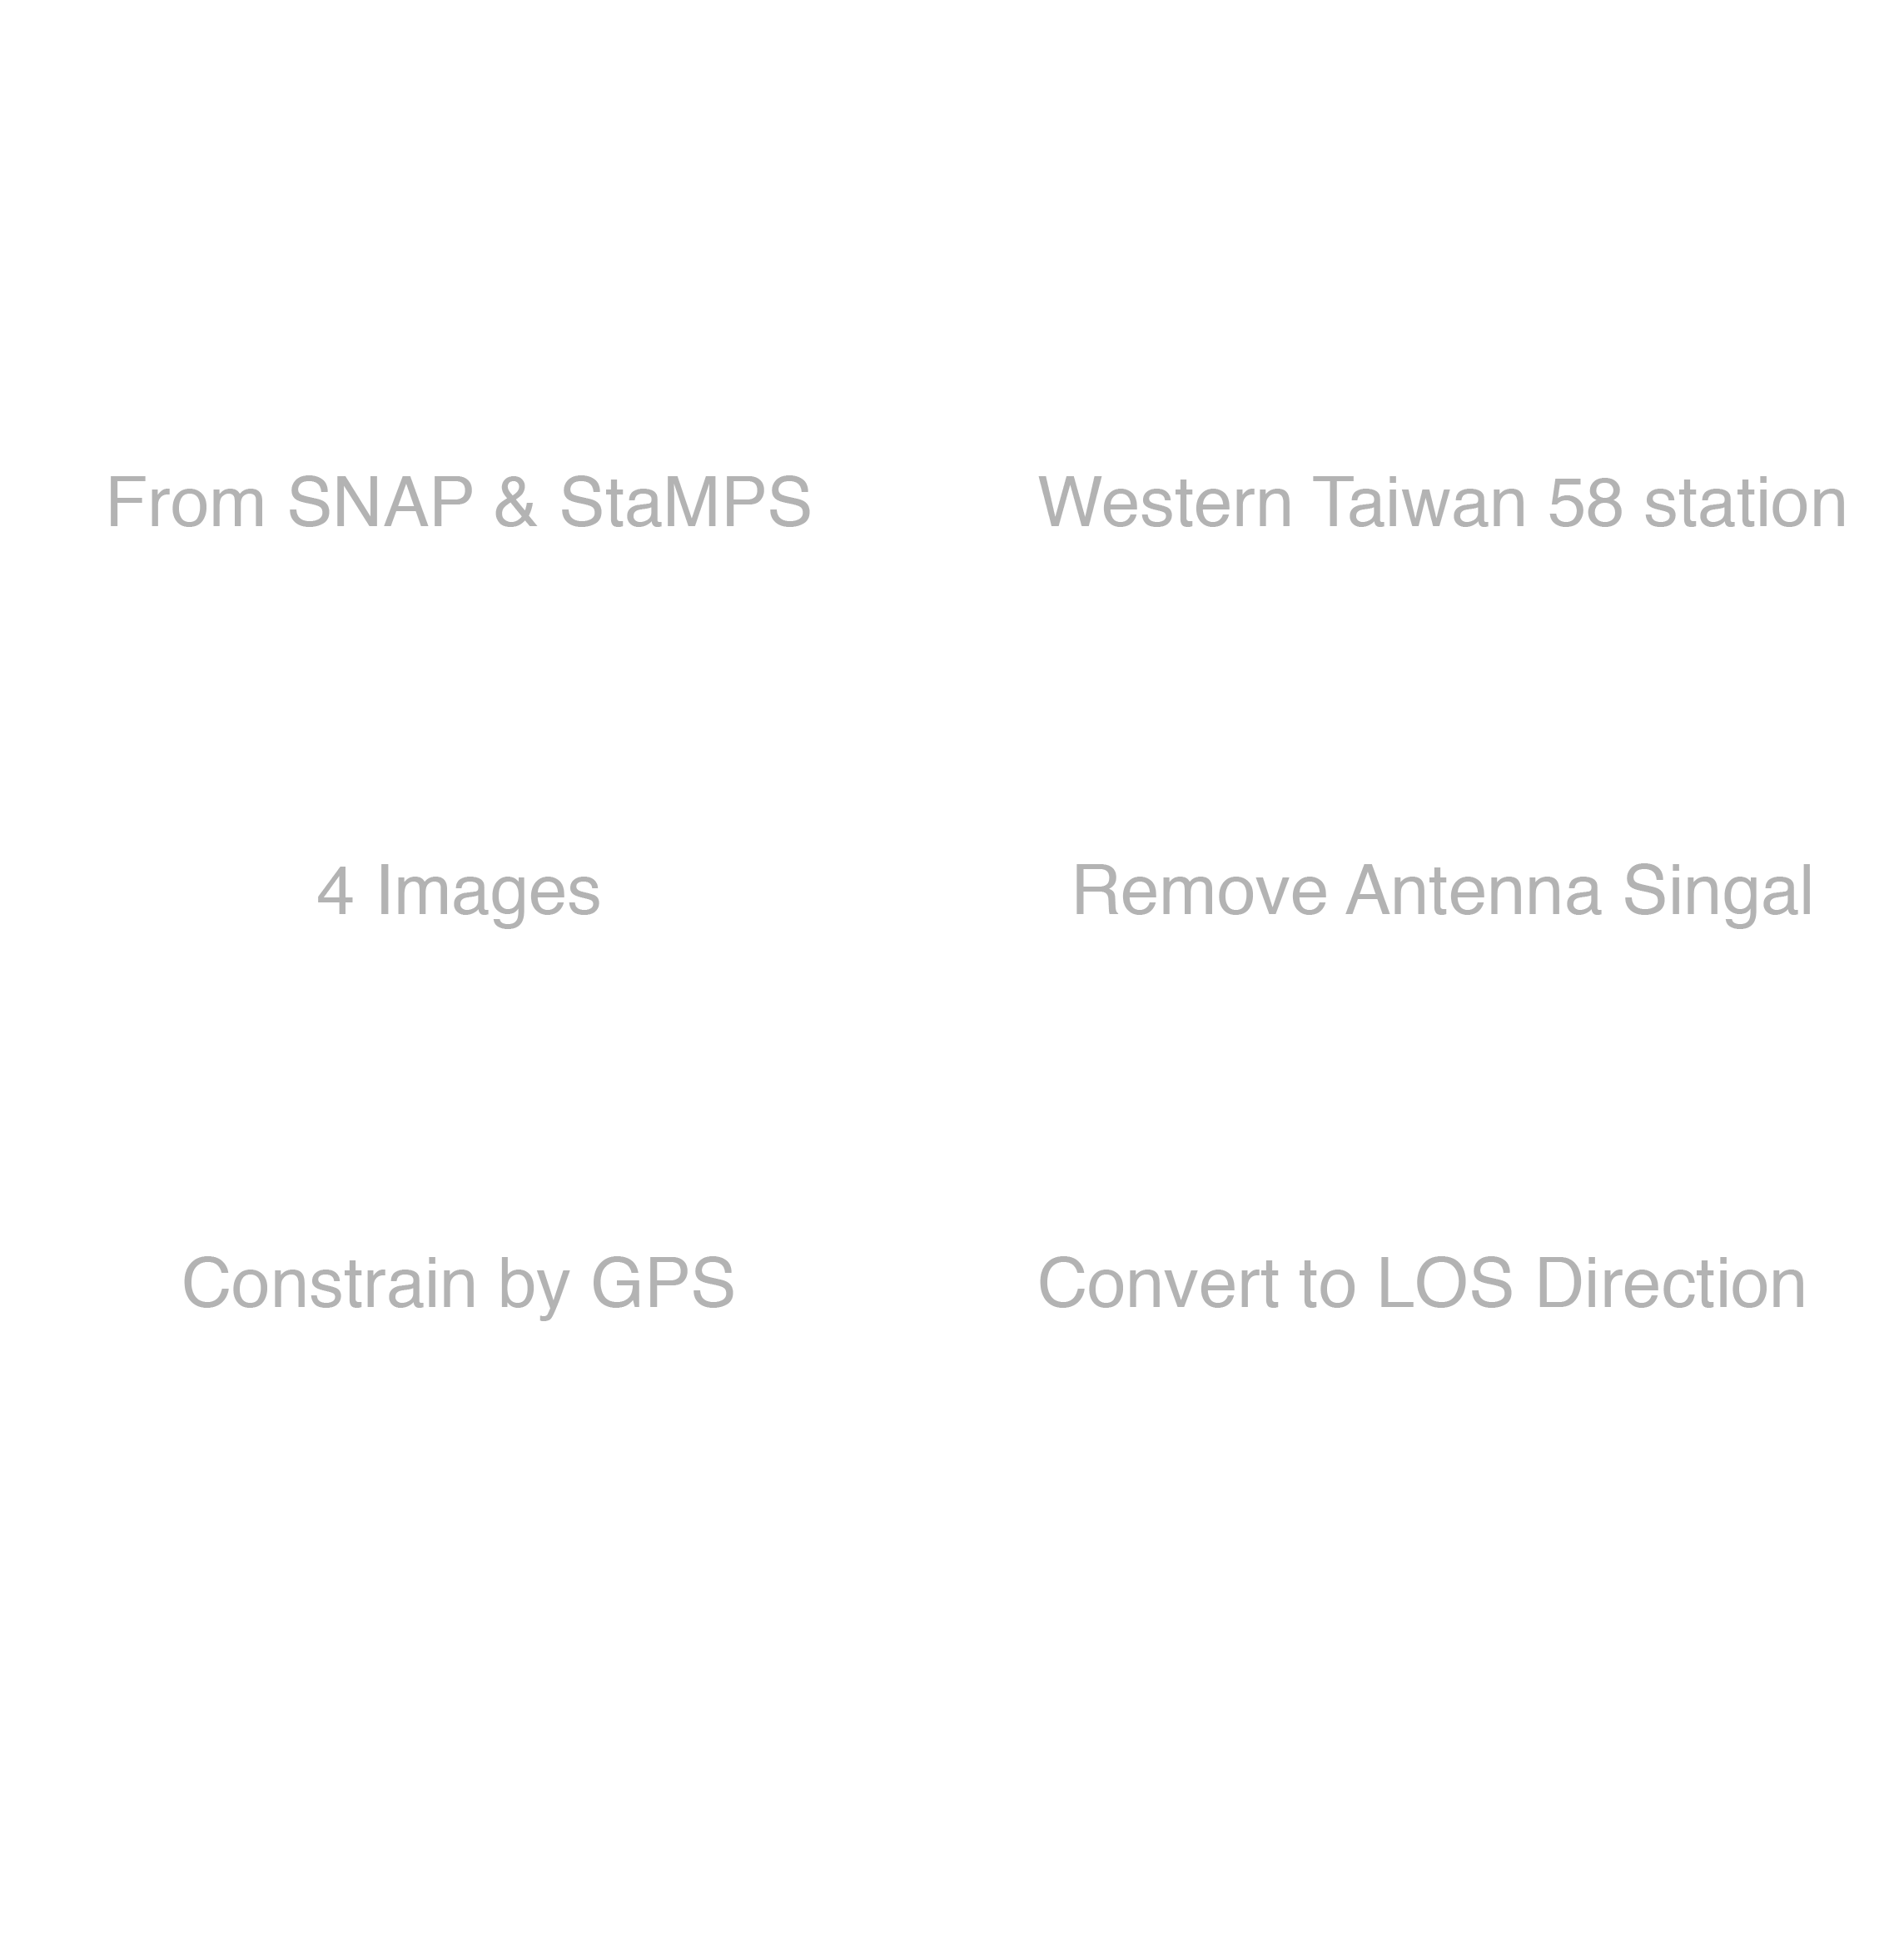 From SNAP & StaMPS
Western Taiwan 58 station
4 Images
Remove Antenna Singal
Constrain by GPS
Convert to LOS Direction